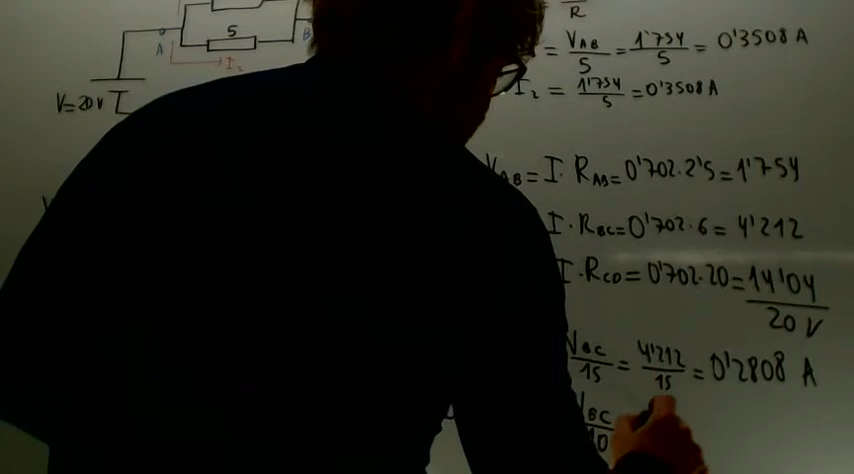 5
A
B
I₂
V=20V
R
= V_AB/5 = 1'754/5 = 0'3508 A
I₂ = 1'754/5 = 0'3508 A
V_AB = I · R_AB = 0'702 · 2'5 = 1'754
I · R_BC = 0'702 · 6 = 4'212
I · R_CD = 0'702 · 20 = 14'04
20 V
V_BC/15 = 4'212/15 = 0'2808 A
V_BC/10